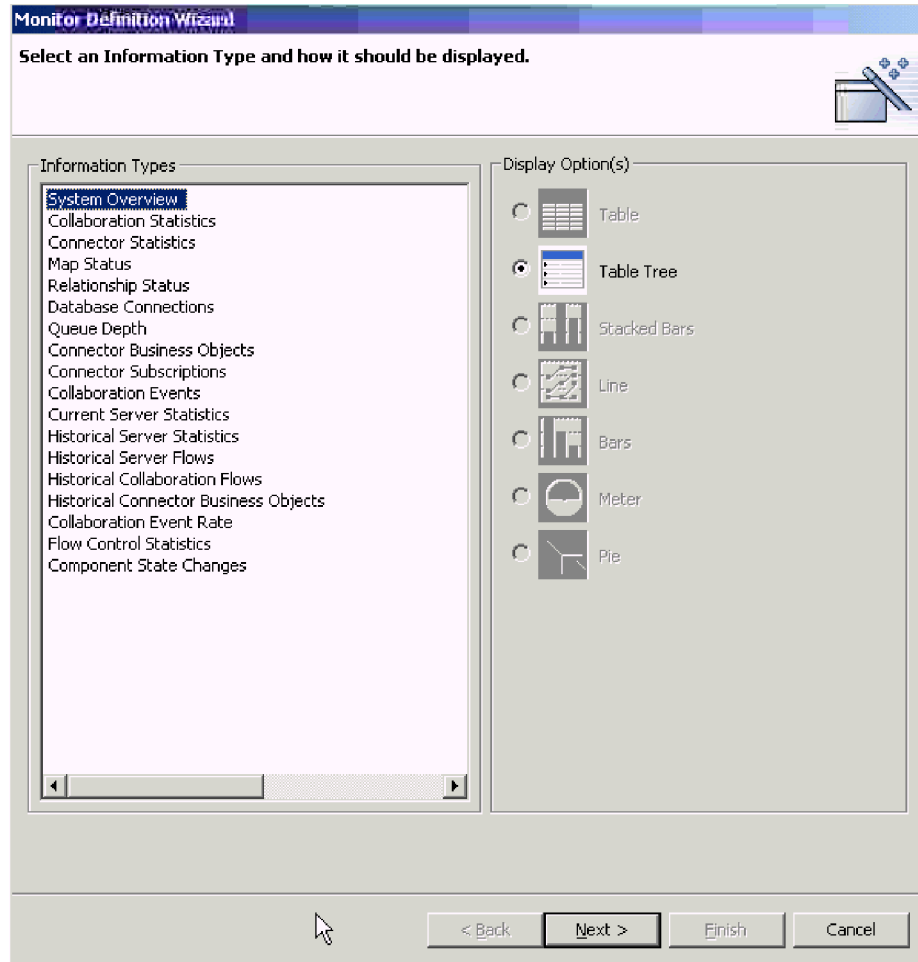 Monitor Definition Wizard
Select an Information Type and how it should be displayed.
Information Types
System Overview
Collaboration Statistics
Connector Statistics
Map Status
Relationship Status
Database Connections
Queue Depth
Connector Business Objects
Connector Subscriptions
Collaboration Events
Current Server Statistics
Historical Server Statistics
Historical Server Flows
Historical Collaboration Flows
Historical Connector Business Objects
Collaboration Event Rate
Flow Control Statistics
Component State Changes
Display Option(s)
Table
Table Tree
Stacked Bars
Line
Bars
Meter
Pie
< Back
Next >
Finish
Cancel